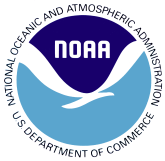 NATIONAL OCEANIC AND ATMOSPHERIC ADMINISTRATION
NOAA
U.S. DEPARTMENT OF COMMERCE